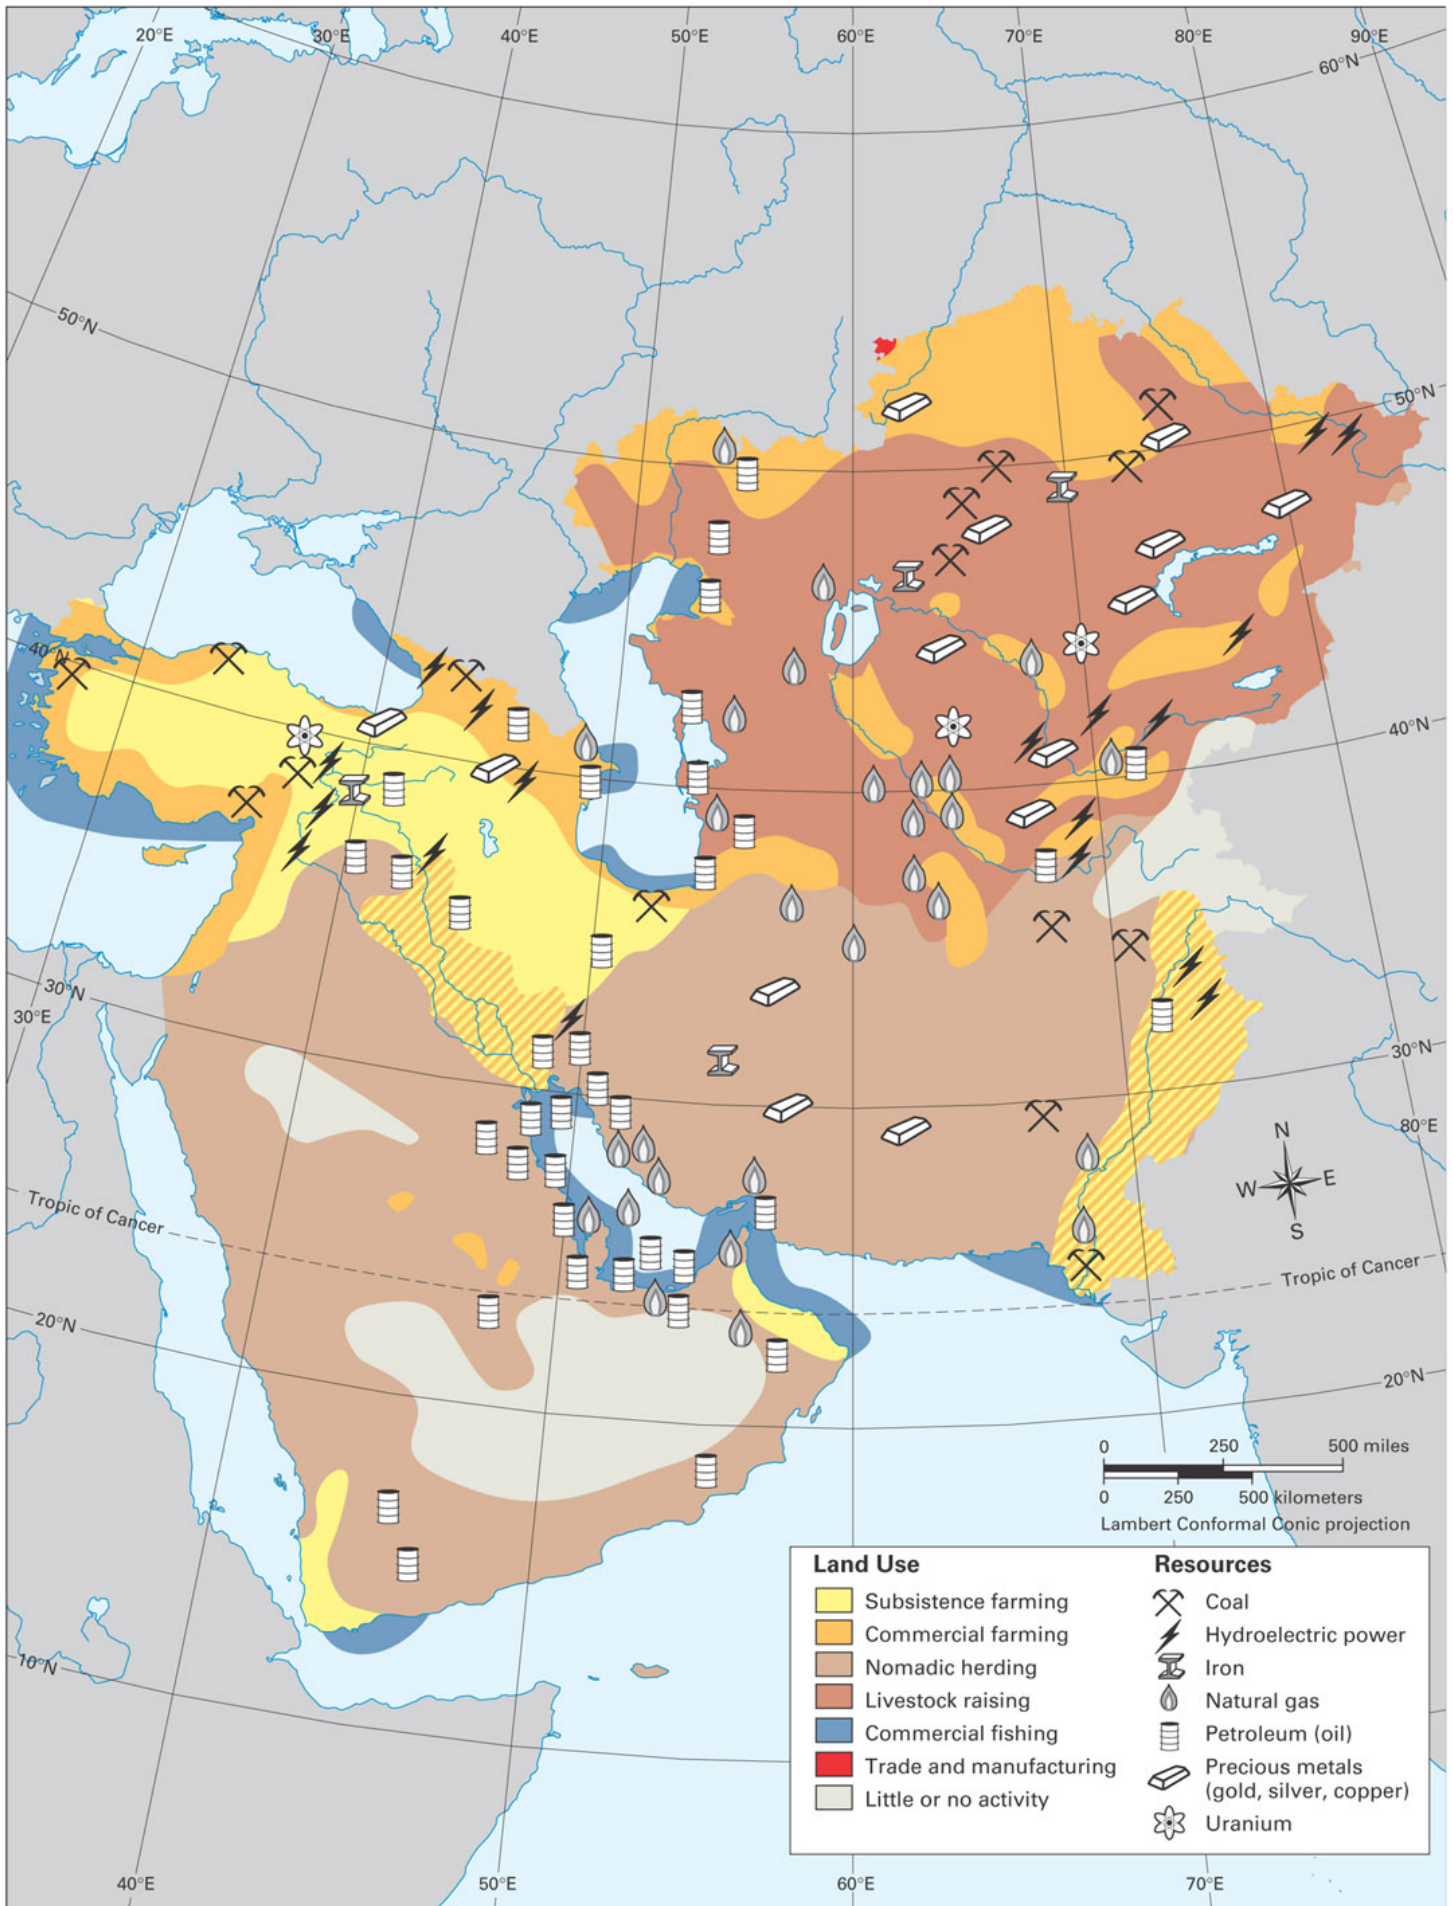 20°E
30°E
40°E
50°E
60°E
70°E
80°E
90°E
60°N
50°N
50°N
40°N
40°N
30°N
30°E
30°N
80°E
N
W
E
S
Tropic of Cancer
Tropic of Cancer
20°N
20°N
0 250 500 miles
0 250 500 kilometers
Lambert Conformal Conic projection
10°N
Land Use
Subsistence farming
Commercial farming
Nomadic herding
Livestock raising
Commercial fishing
Trade and manufacturing
Little or no activity
Resources
Coal
Hydroelectric power
Iron
Natural gas
Petroleum (oil)
Precious metals
(gold, silver, copper)
Uranium
40°E
50°E
60°E
70°E